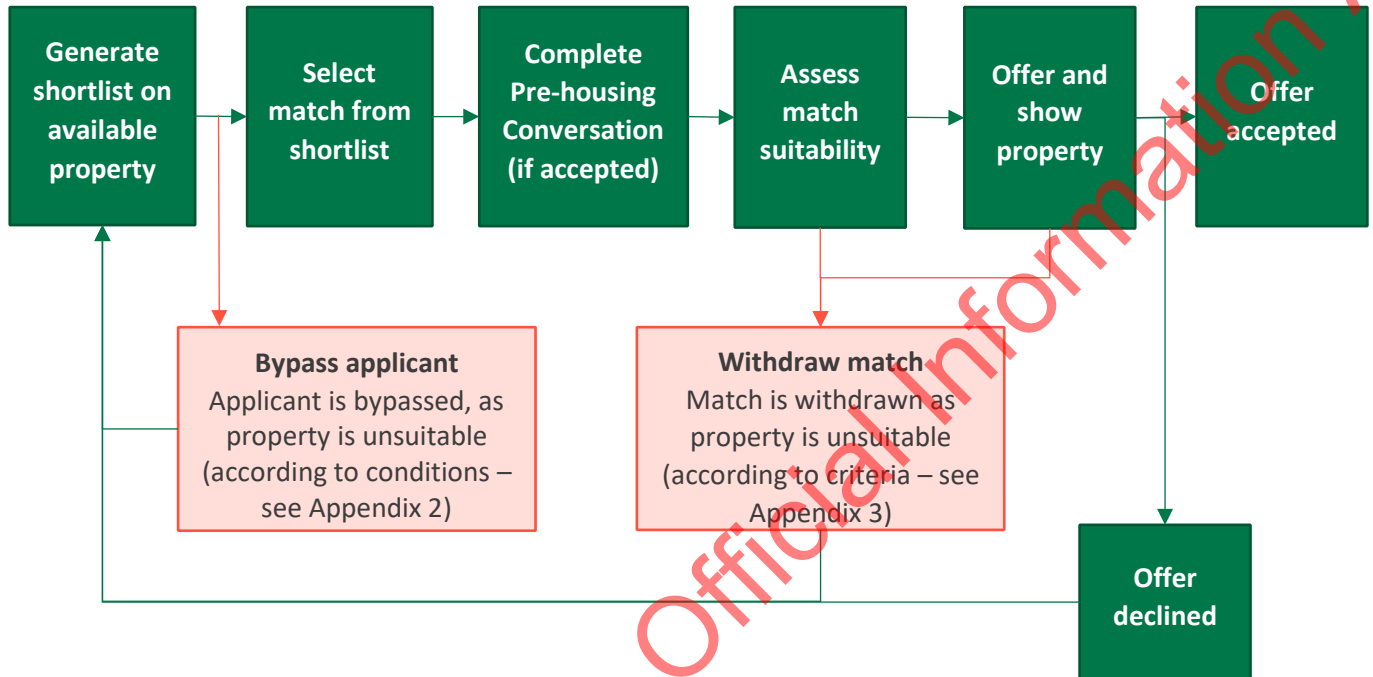 Generate
shortlist on
available
property
Select
match from
shortlist
Complete
Pre-housing
Conversation
(if accepted)
Assess
match
suitability
Offer and
show
property
Offer
accepted
Bypass applicant
Applicant is bypassed, as
property is unsuitable
(according to conditions –
see Appendix 2)
Withdraw match
Match is withdrawn as
property is unsuitable
(according to criteria – see
Appendix 3)
Offer
declined
Official Information